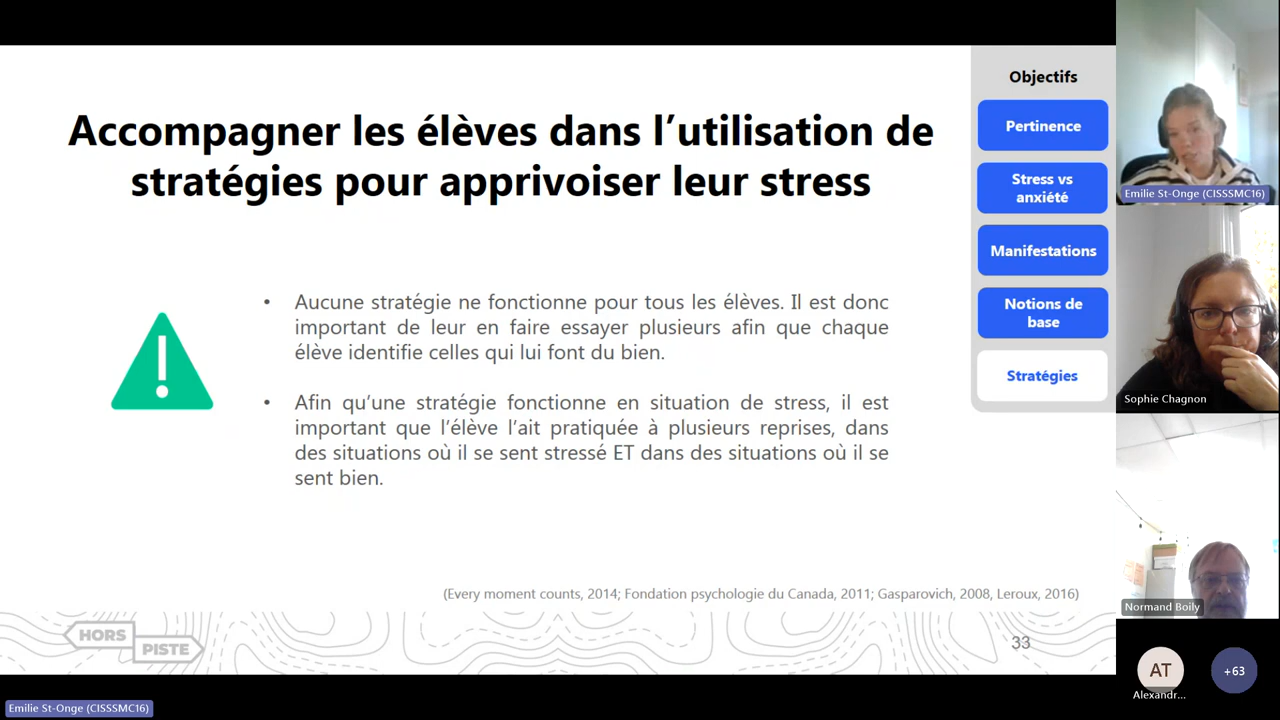 Accompagner les élèves dans l’utilisation de
stratégies pour apprivoiser leur stress
• Aucune stratégie ne fonctionne pour tous les élèves. Il est donc
important de leur en faire essayer plusieurs afin que chaque
élève identifie celles qui lui font du bien.
• Afin qu’une stratégie fonctionne en situation de stress, il est
important que l’élève l’ait pratiquée à plusieurs reprises, dans
des situations où il se sent stressé ET dans des situations où il se
sent bien.
(Every moment counts, 2014; Fondation psychologie du Canada, 2011; Gasparovich, 2008, Leroux, 2016)
HORS
PISTE
33
Objectifs
Pertinence
Stress vs
anxiété
Manifestations
Notions de
base
Stratégies
Emilie St-Onge (CISSSMC16)
Sophie Chagnon
Normand Boily
AT
Alexandr...
+63
Emilie St-Onge (CISSSMC16)